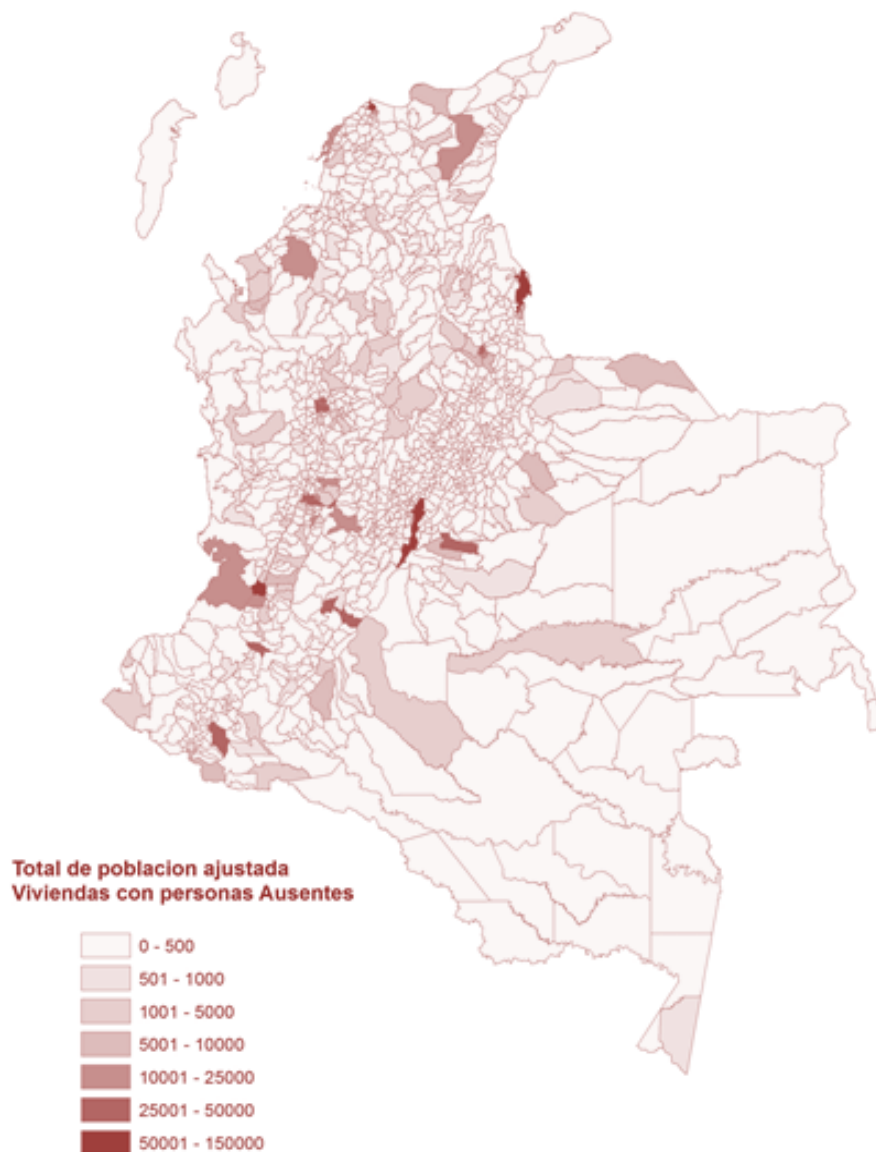 Total de poblacion ajustada
Viviendas con personas Ausentes
0 - 500
501 - 1000
1001 - 5000
5001 - 10000
10001 - 25000
25001 - 50000
50001 - 150000